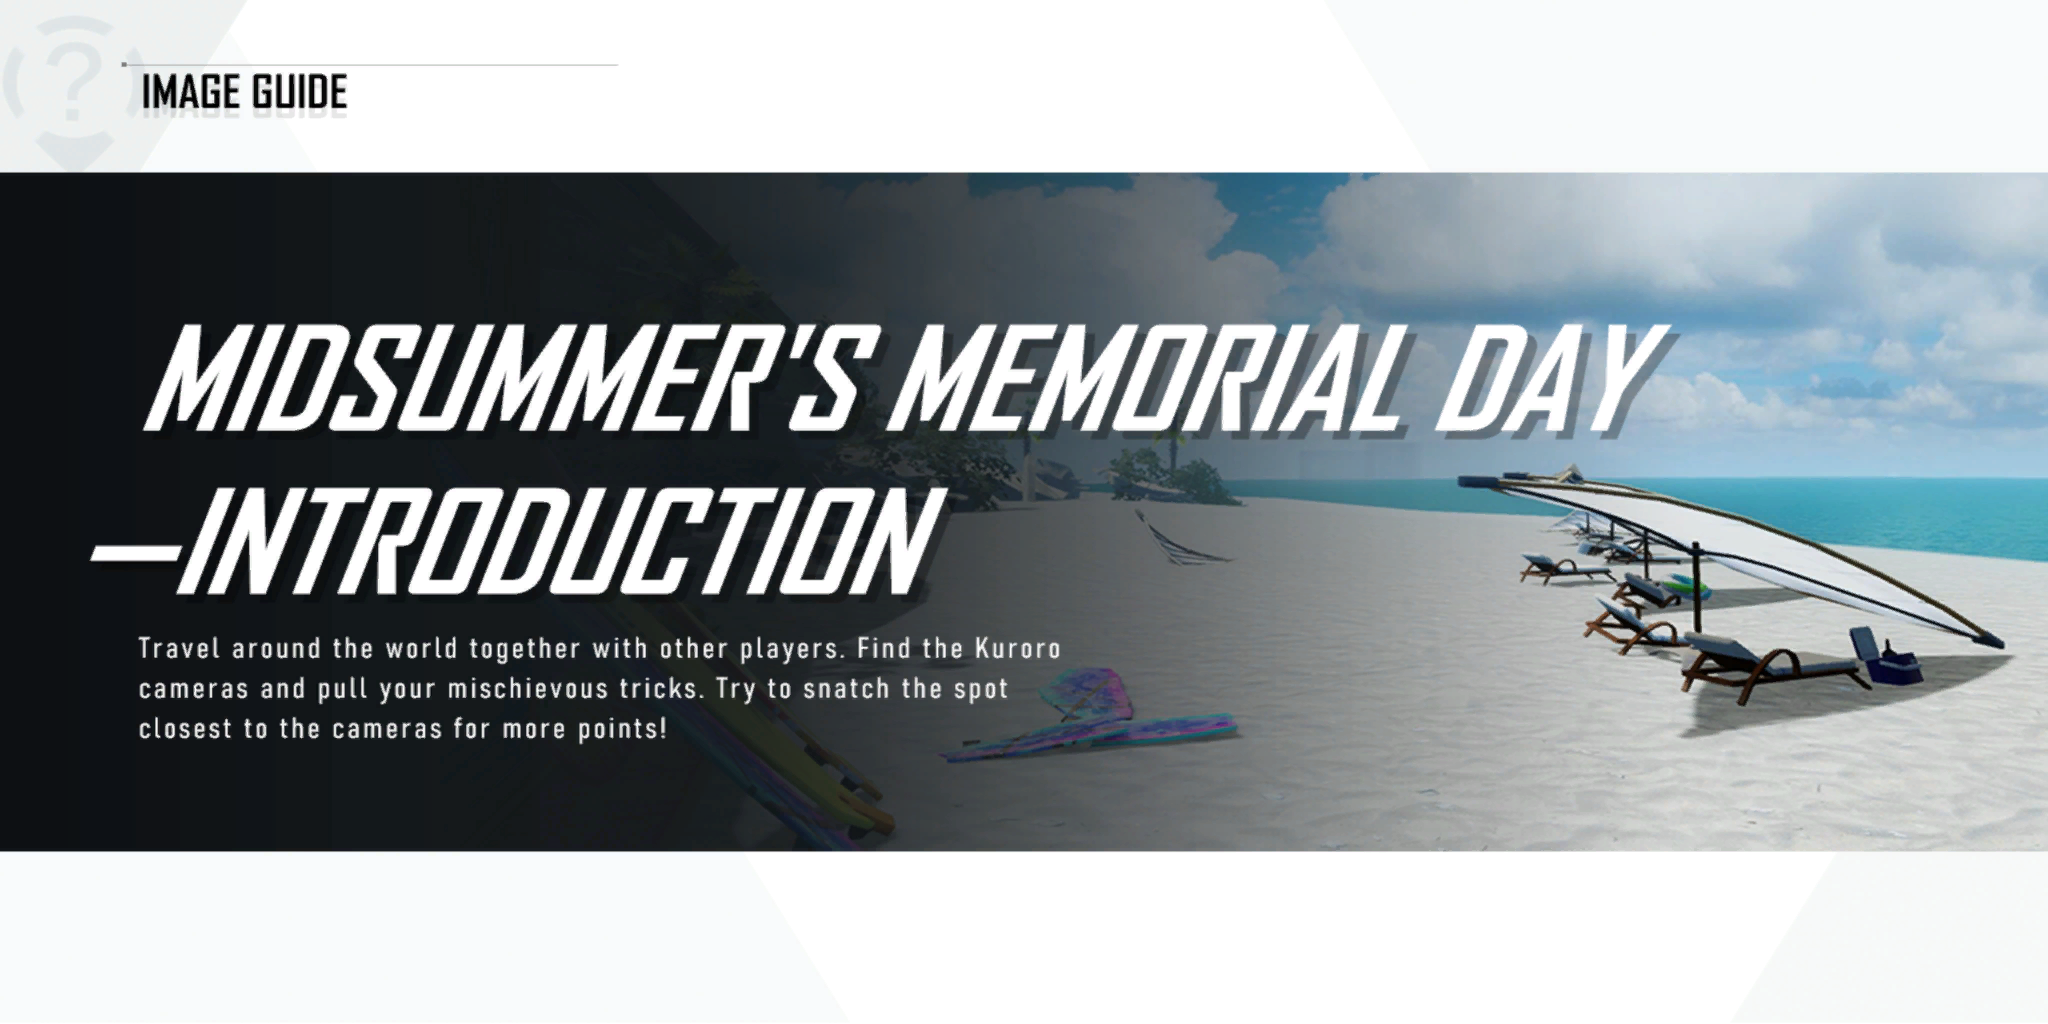 IMAGE GUIDE
MIDSUMMER'S MEMORIAL DAY
—INTRODUCTION
Travel around the world together with other players. Find the Kuroro
cameras and pull your mischievous tricks. Try to snatch the spot
closest to the cameras for more points!